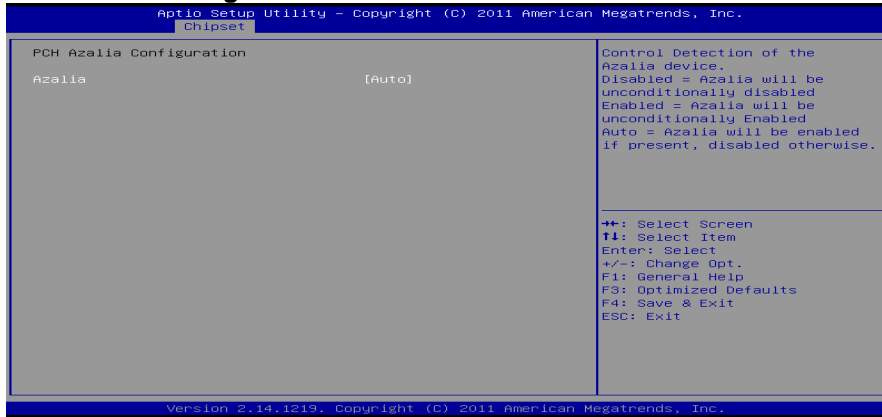 Aptio Setup Utility – Copyright (C) 2011 American Megatrends, Inc.
Chipset
PCH Azalia Configuration
Azalia [Auto]
Control Detection of the
Azalia device.
Disabled = Azalia will be
unconditionally disabled
Enabled = Azalia will be
unconditionally Enabled
Auto = Azalia will be enabled
if present, disabled otherwise.
→←: Select Screen
↑↓: Select Item
Enter: Select
+/-: Change Opt.
F1: General Help
F3: Optimized Defaults
F4: Save & Exit
ESC: Exit
Version 2.14.1219. Copyright (C) 2011 American Megatrends, Inc.